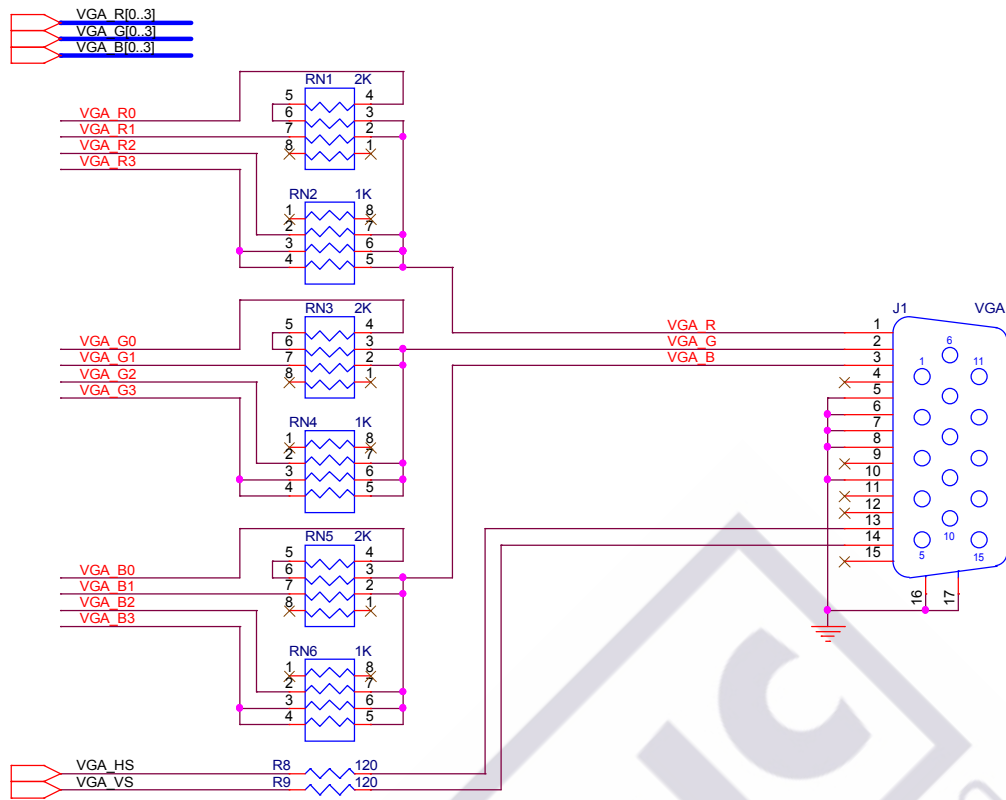 VGA_R[0..3]
VGA_G[0..3]
VGA_B[0..3]
RN1 2K
5 4
6 3
7 2
8 1
VGA_R0
VGA_R1
VGA_R2
VGA_R3
RN2 1K
1 8
2 7
3 6
4 5
RN3 2K
5 4
6 3
7 2
8 1
VGA_G0
VGA_G1
VGA_G2
VGA_G3
RN4 1K
1 8
2 7
3 6
4 5
RN5 2K
5 4
6 3
7 2
8 1
VGA_B0
VGA_B1
VGA_B2
VGA_B3
RN6 1K
1 8
2 7
3 6
4 5
VGA_HS R8 120
VGA_VS R9 120
VGA_R
VGA_G
VGA_B
J1 VGA
1
2
3
4
5
6
7
8
9
10
11
12
13
14
15
6
1 11
10
5 15
16 17